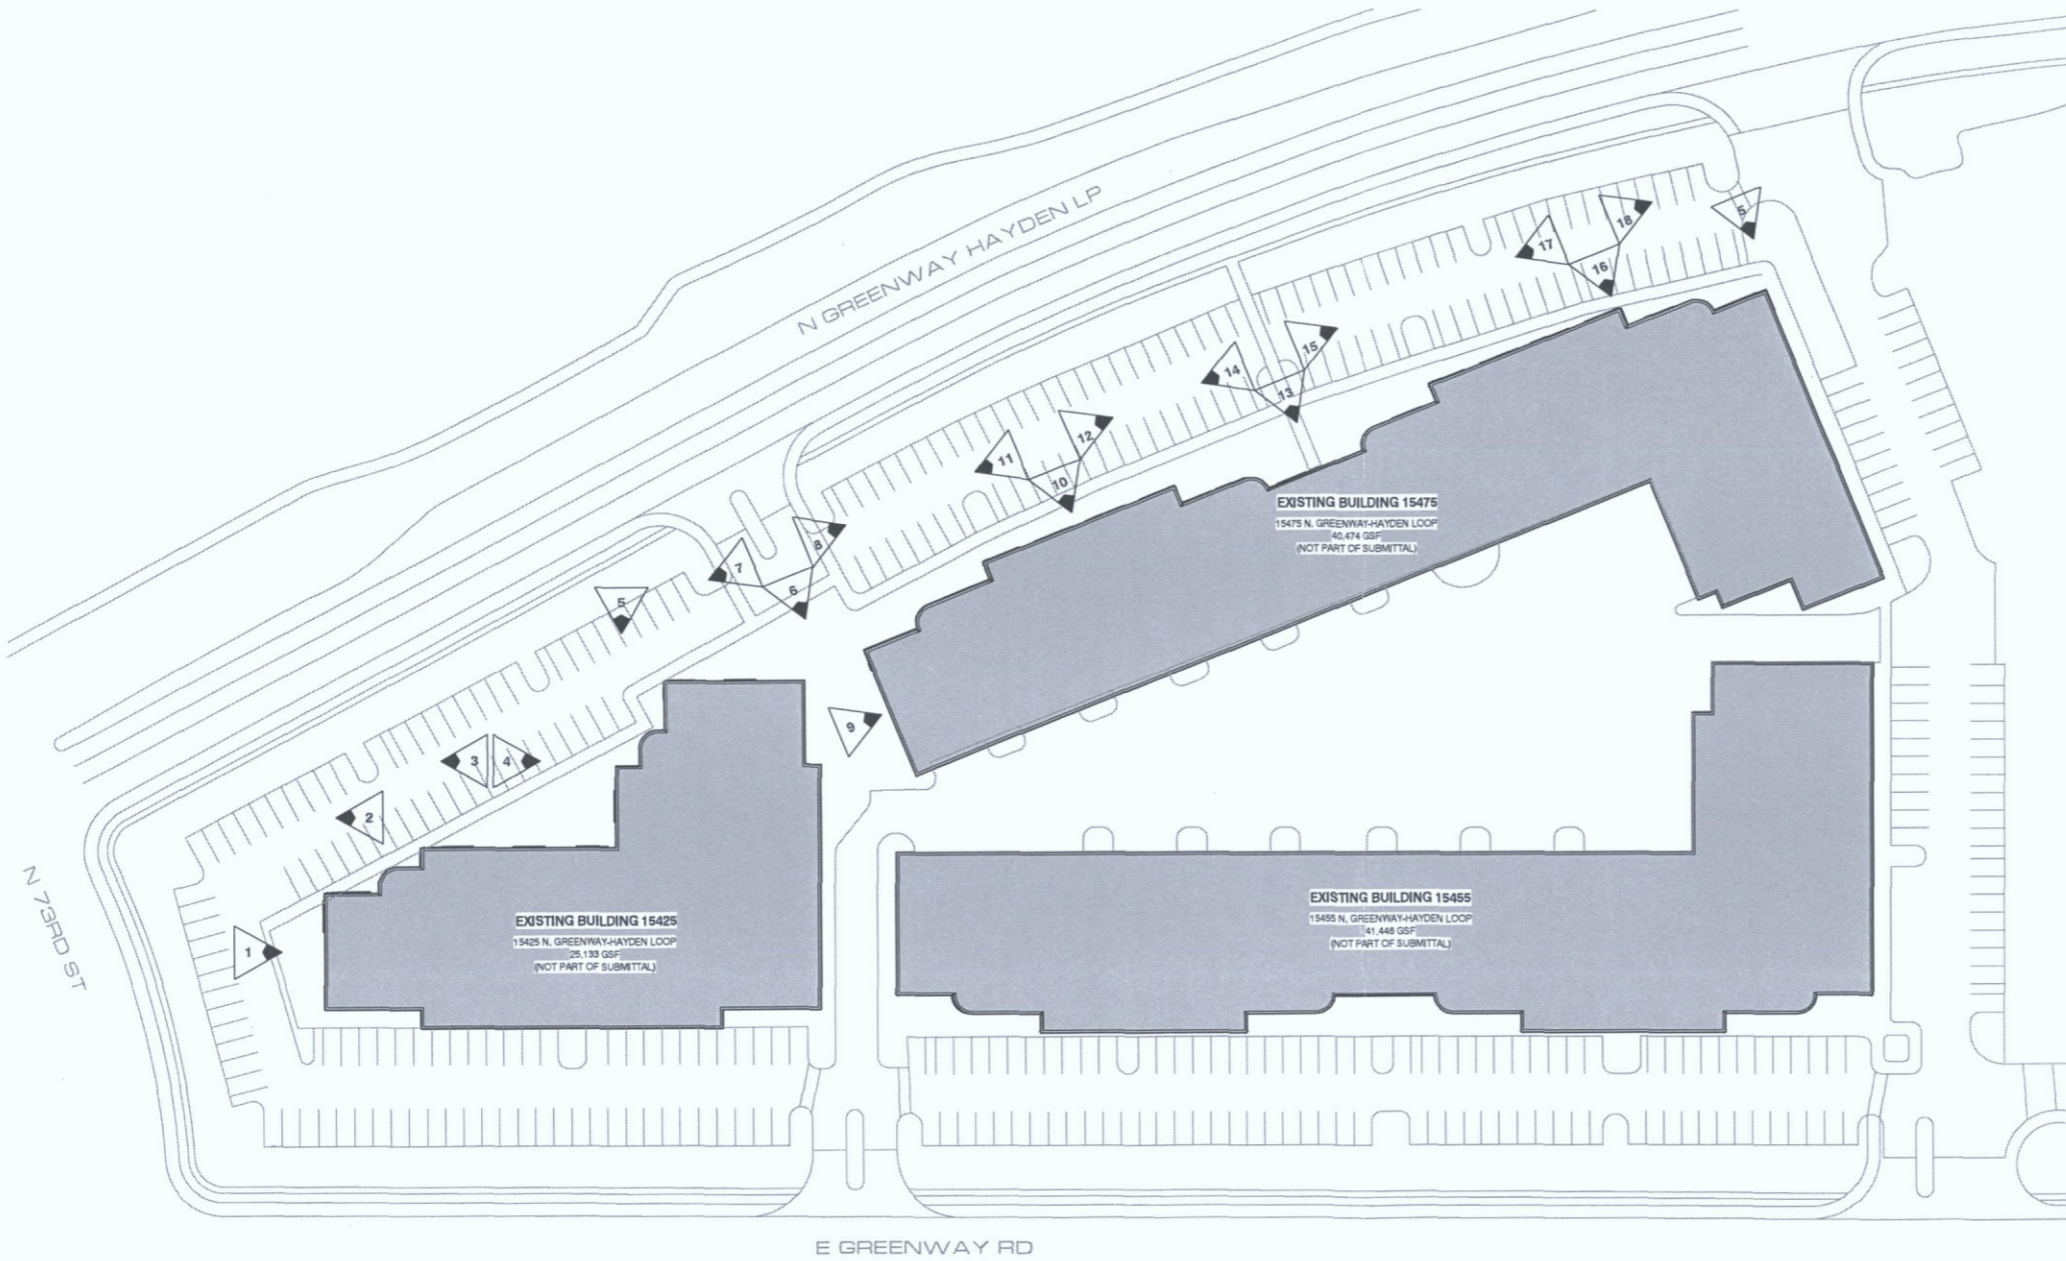 N GREENWAY HAYDEN LP
5
18
17
16
15
14
13
12
11
10
8
7
6
5
9
3
4
2
1
EXISTING BUILDING 15475
15475 N. GREENWAY-HAYDEN LOOP
40,474 GSF
(NOT PART OF SUBMITTAL)
EXISTING BUILDING 15425
15425 N. GREENWAY-HAYDEN LOOP
25,133 GSF
(NOT PART OF SUBMITTAL)
EXISTING BUILDING 15455
15455 N. GREENWAY-HAYDEN LOOP
41,446 GSF
(NOT PART OF SUBMITTAL)
N 73RD ST
E GREENWAY RD